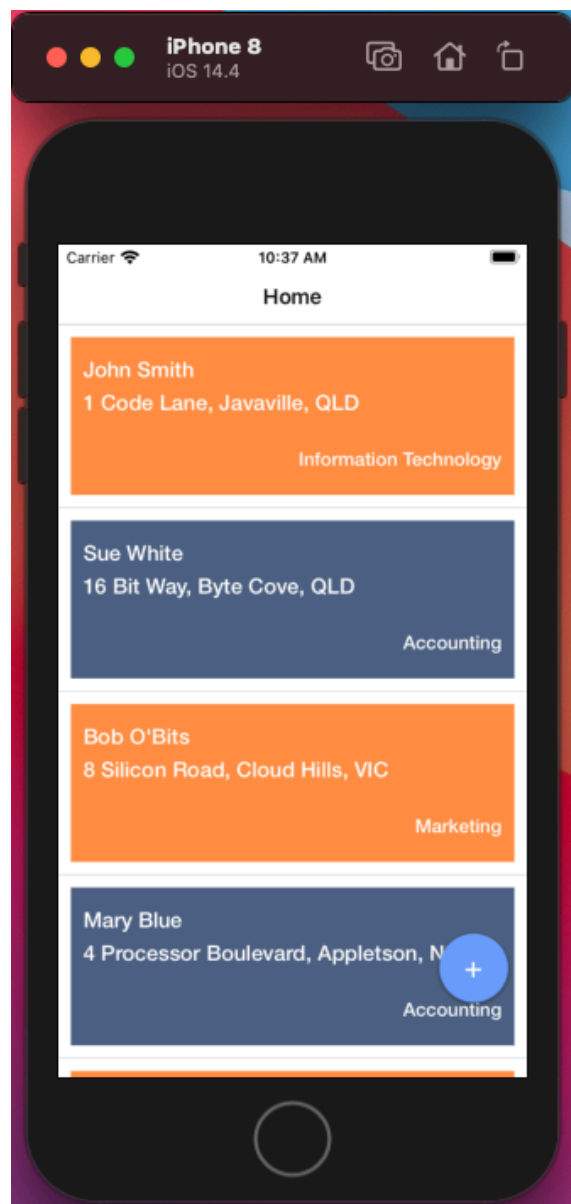 iPhone 8
iOS 14.4
Carrier 10:37 AM
Home
John Smith
1 Code Lane, Javaville, QLD
Information Technology
Sue White
16 Bit Way, Byte Cove, QLD
Accounting
Bob O'Bits
8 Silicon Road, Cloud Hills, VIC
Marketing
Mary Blue
4 Processor Boulevard, Appletson,
+
Accounting